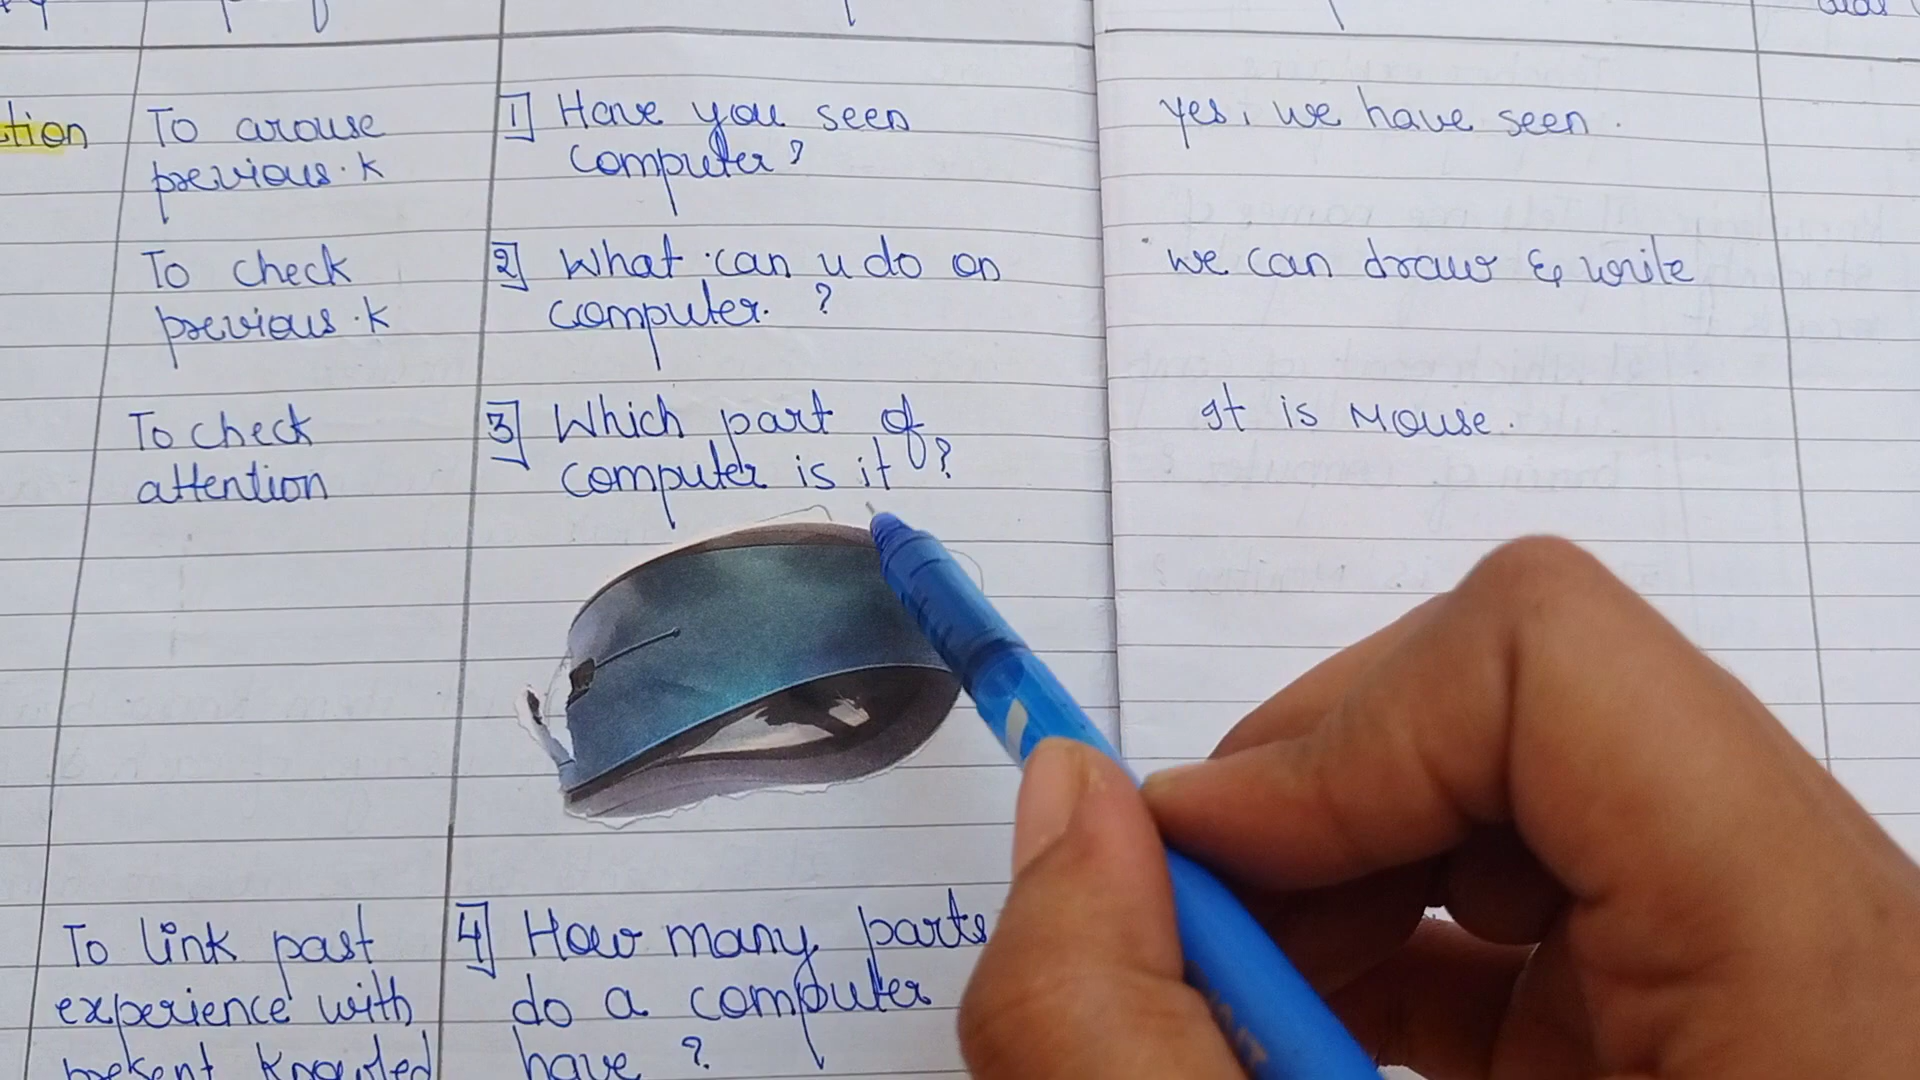 tion
To arouse
previous.k
1] Have you seen
computer?
yes, we have seen.
To check
previous.k
2] What can u do on
computer. ?
we can draw & write
To check
attention
3] Which part of
computer is it ?
It is Mouse.
To link past
experience with
present knowled
4] How many parts
do a computer
have ?